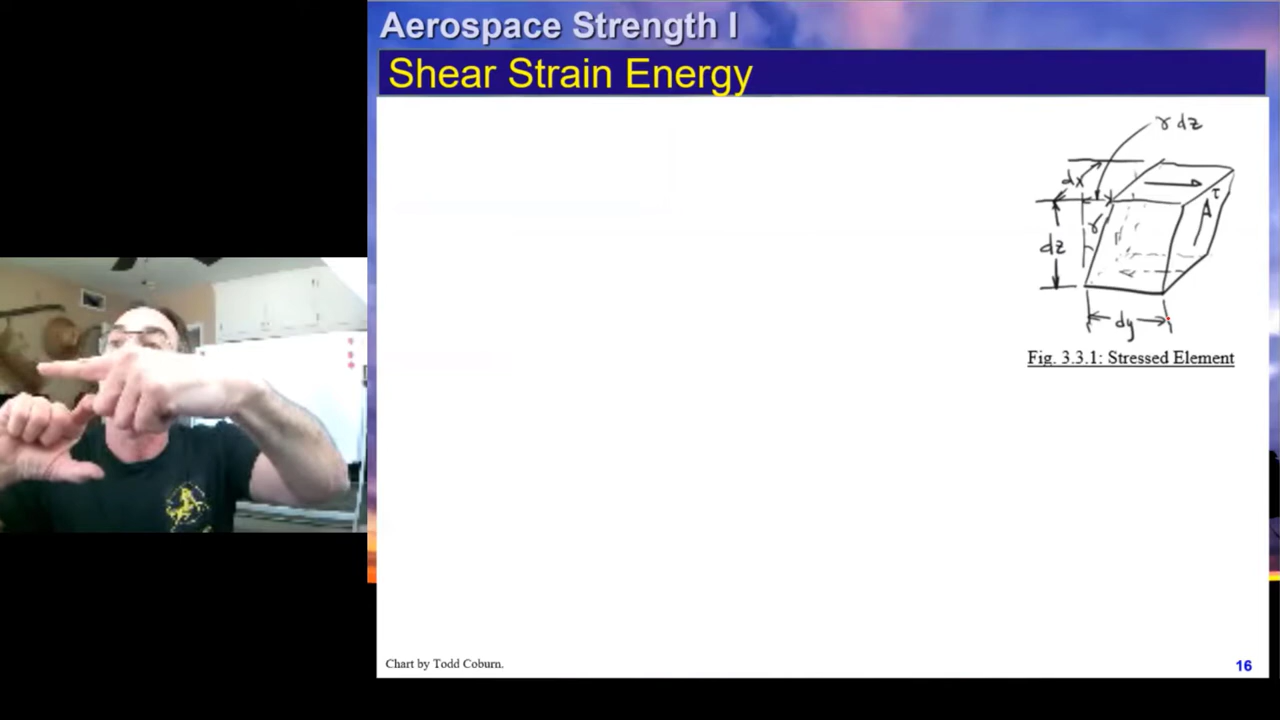 Aerospace Strength I
Shear Strain Energy
γ dz
dx
τ
γ
dz
dy
Fig. 3.3.1: Stressed Element
Chart by Todd Coburn.
16